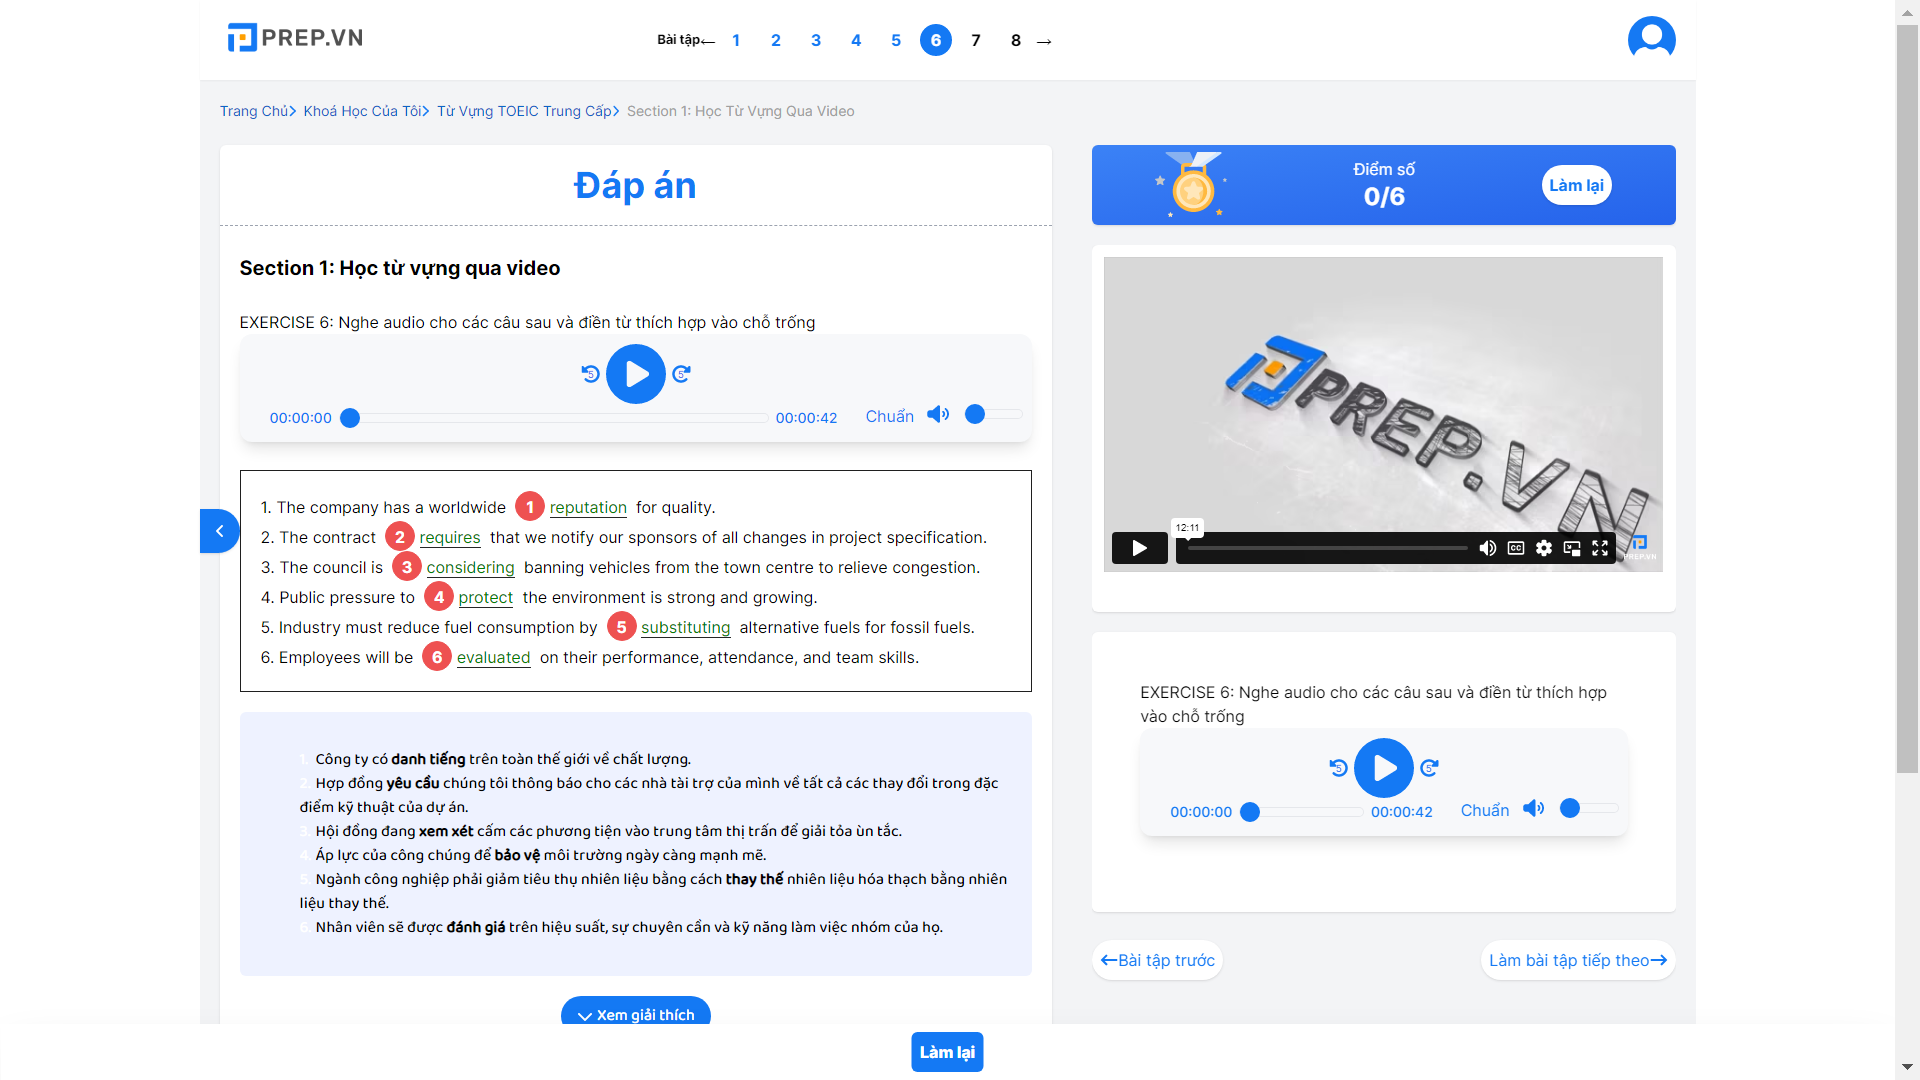 PREP.VN
Bài tập← 1 2 3 4 5 6 7 8 →
Trang Chủ> Khoá Học Của Tôi> Từ Vựng TOEIC Trung Cấp> Section 1: Học Từ Vựng Qua Video
Đáp án
Section 1: Học từ vựng qua video
EXERCISE 6: Nghe audio cho các câu sau và điền từ thích hợp vào chỗ trống
5 5
00:00:00 00:00:42 Chuẩn
1. The company has a worldwide 1 reputation for quality.
2. The contract 2 requires that we notify our sponsors of all changes in project specification.
3. The council is 3 considering banning vehicles from the town centre to relieve congestion.
4. Public pressure to 4 protect the environment is strong and growing.
5. Industry must reduce fuel consumption by 5 substituting alternative fuels for fossil fuels.
6. Employees will be 6 evaluated on their performance, attendance, and team skills.
1. Công ty có danh tiếng trên toàn thế giới về chất lượng.
2. Hợp đồng yêu cầu chúng tôi thông báo cho các nhà tài trợ của mình về tất cả các thay đổi trong đặc
điểm kỹ thuật của dự án.
3. Hội đồng đang xem xét cấm các phương tiện vào trung tâm thị trấn để giải tỏa ùn tắc.
4. Áp lực của công chúng để bảo vệ môi trường ngày càng mạnh mẽ.
5. Ngành công nghiệp phải giảm tiêu thụ nhiên liệu bằng cách thay thế nhiên liệu hóa thạch bằng nhiên
liệu thay thế.
6. Nhân viên sẽ được đánh giá trên hiệu suất, sự chuyên cần và kỹ năng làm việc nhóm của họ.
Xem giải thích
Điểm số
0/6
Làm lại
PREP.VN
12:11
CC
PREP.VN
EXERCISE 6: Nghe audio cho các câu sau và điền từ thích hợp
vào chỗ trống
5 5
00:00:00 00:00:42 Chuẩn
←Bài tập trước
Làm bài tập tiếp theo→
Làm lại